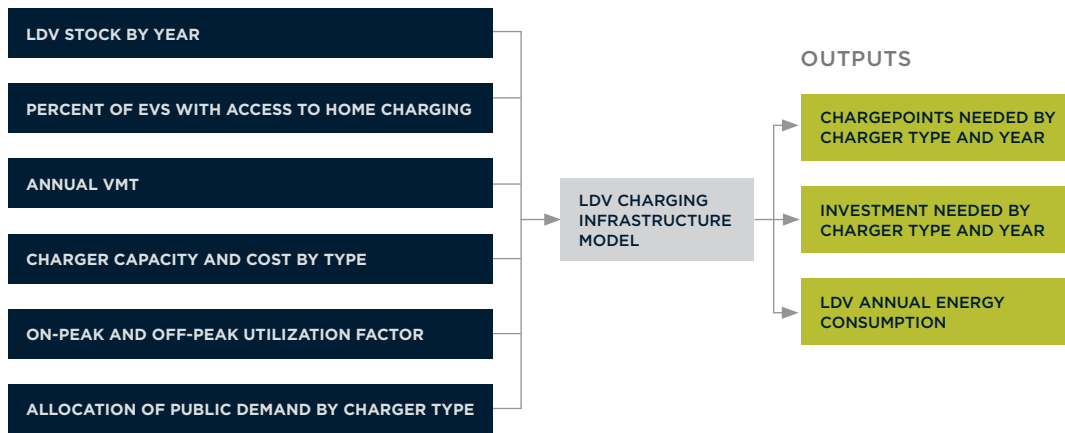 LDV STOCK BY YEAR
PERCENT OF EVS WITH ACCESS TO HOME CHARGING
ANNUAL VMT
CHARGER CAPACITY AND COST BY TYPE
ON-PEAK AND OFF-PEAK UTILIZATION FACTOR
ALLOCATION OF PUBLIC DEMAND BY CHARGER TYPE
LDV CHARGING
INFRASTRUCTURE
MODEL
OUTPUTS
CHARGEPOINTS NEEDED BY
CHARGER TYPE AND YEAR
INVESTMENT NEEDED BY
CHARGER TYPE AND YEAR
LDV ANNUAL ENERGY
CONSUMPTION